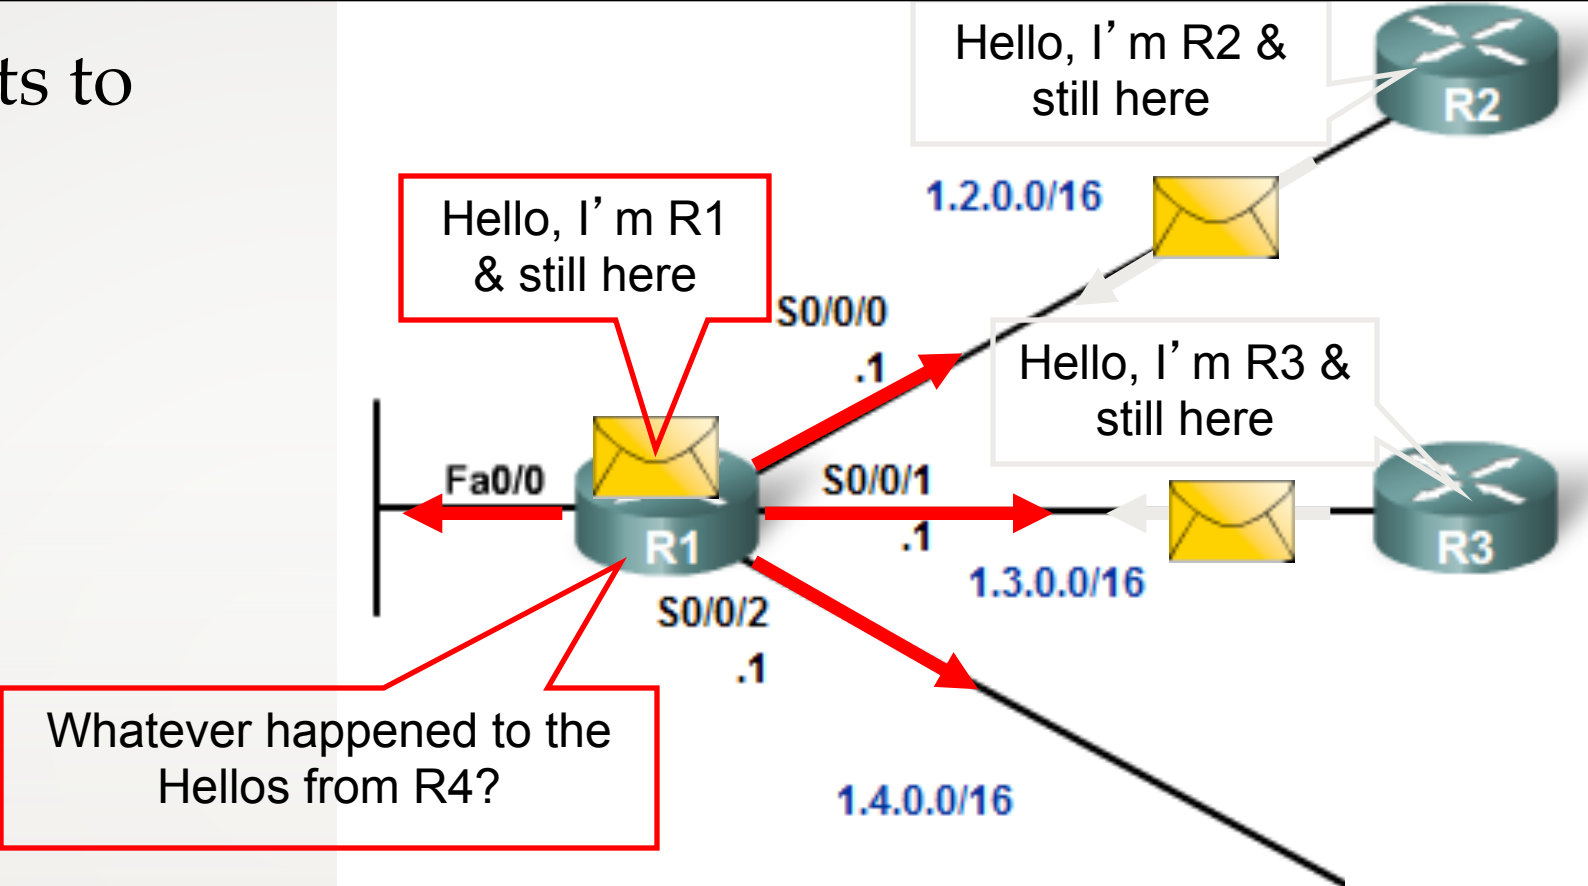 ts to
Hello, I’m R2 &
still here
R2
1.2.0.0/16
Hello, I’m R1
& still here
S0/0/0
.1
Hello, I’m R3 &
still here
Fa0/0
R1
S0/0/1
.1
R3
1.3.0.0/16
S0/0/2
.1
Whatever happened to the
Hellos from R4?
1.4.0.0/16